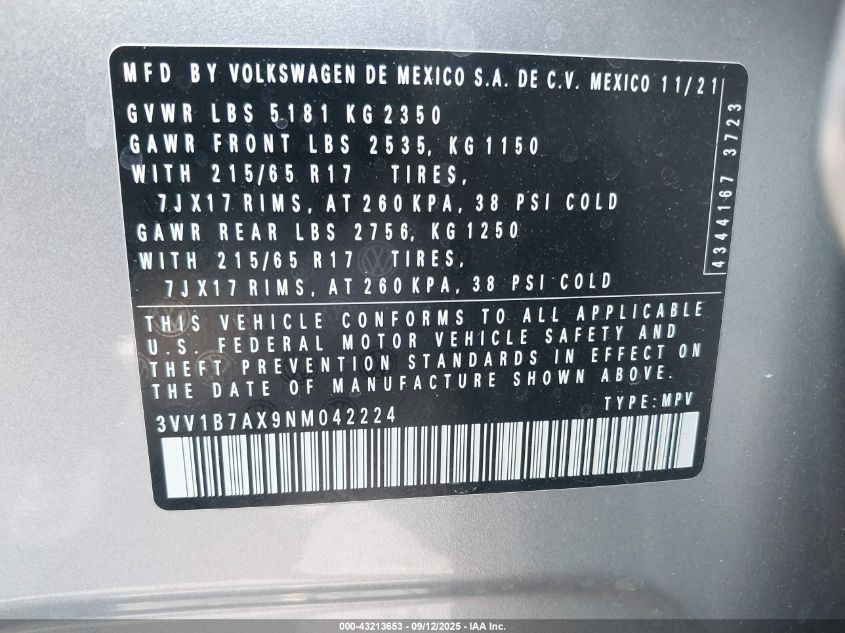 MFD BY VOLKSWAGEN DE MEXICO S.A. DE C.V. MEXICO 11/21
GVWR LBS 5181 KG 2350
GAWR FRONT LBS 2535, KG 1150
WITH 215/65 R17 TIRES,
7JX17 RIMS, AT 260 KPA, 38 PSI COLD
GAWR REAR LBS 2756, KG 1250
WITH 215/65 R17 TIRES,
7JX17 RIMS, AT 260 KPA, 38 PSI COLD
4344167 3723
THIS VEHICLE CONFORMS TO ALL APPLICABLE
U.S. FEDERAL MOTOR VEHICLE SAFETY AND
THEFT PREVENTION STANDARDS IN EFFECT ON
THE DATE OF MANUFACTURE SHOWN ABOVE.
TYPE: MPV
3VV1B7AX9NM042224
000-43213653 - 09/12/2025 - IAA Inc.